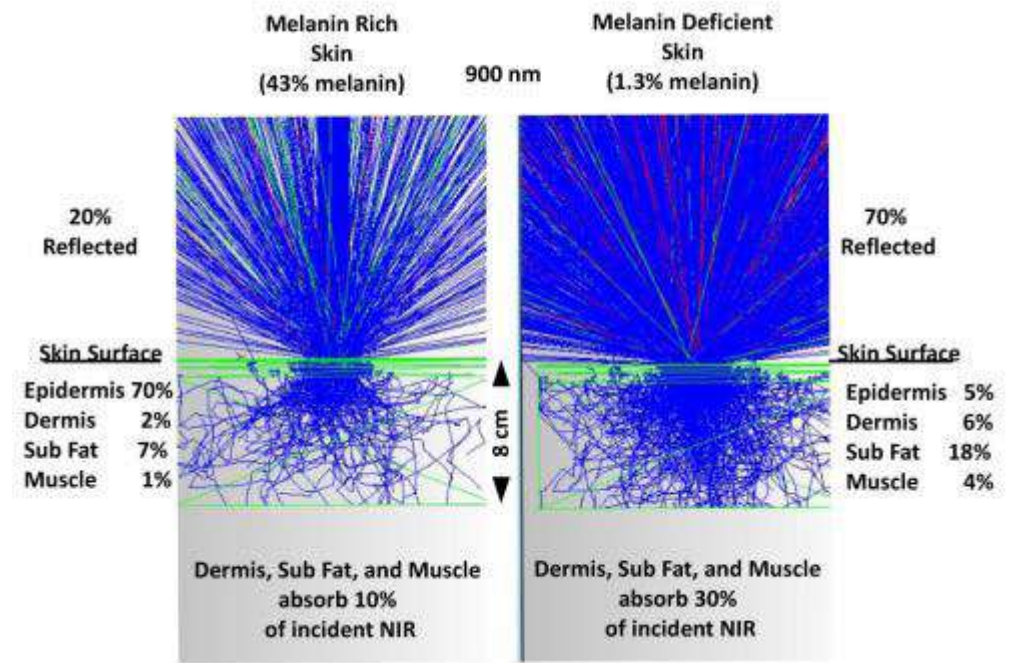 Melanin Rich
Skin
(43% melanin)
900 nm
Melanin Deficient
Skin
(1.3% melanin)
20%
Reflected
70%
Reflected
Skin Surface
Epidermis 70%
Dermis 2%
Sub Fat 7%
Muscle 1%
8 cm
Skin Surface
Epidermis 5%
Dermis 6%
Sub Fat 18%
Muscle 4%
Dermis, Sub Fat, and Muscle
absorb 10%
of incident NIR
Dermis, Sub Fat, and Muscle
absorb 30%
of incident NIR